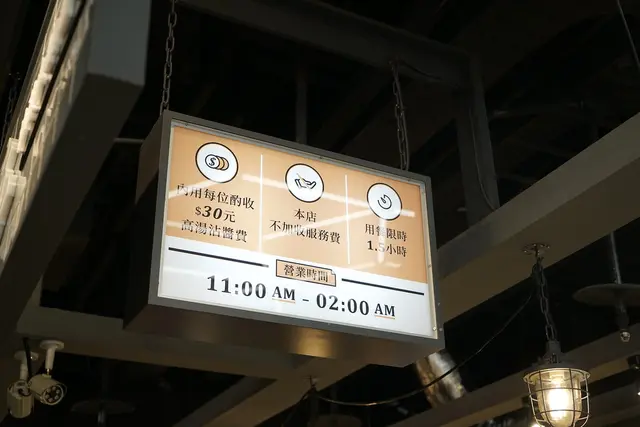 內用每位酌收
$30元
高湯沾醬費
本店
不加收服務費
用餐限時
1.5小時
營業時間
11:00 AM – 02:00 AM